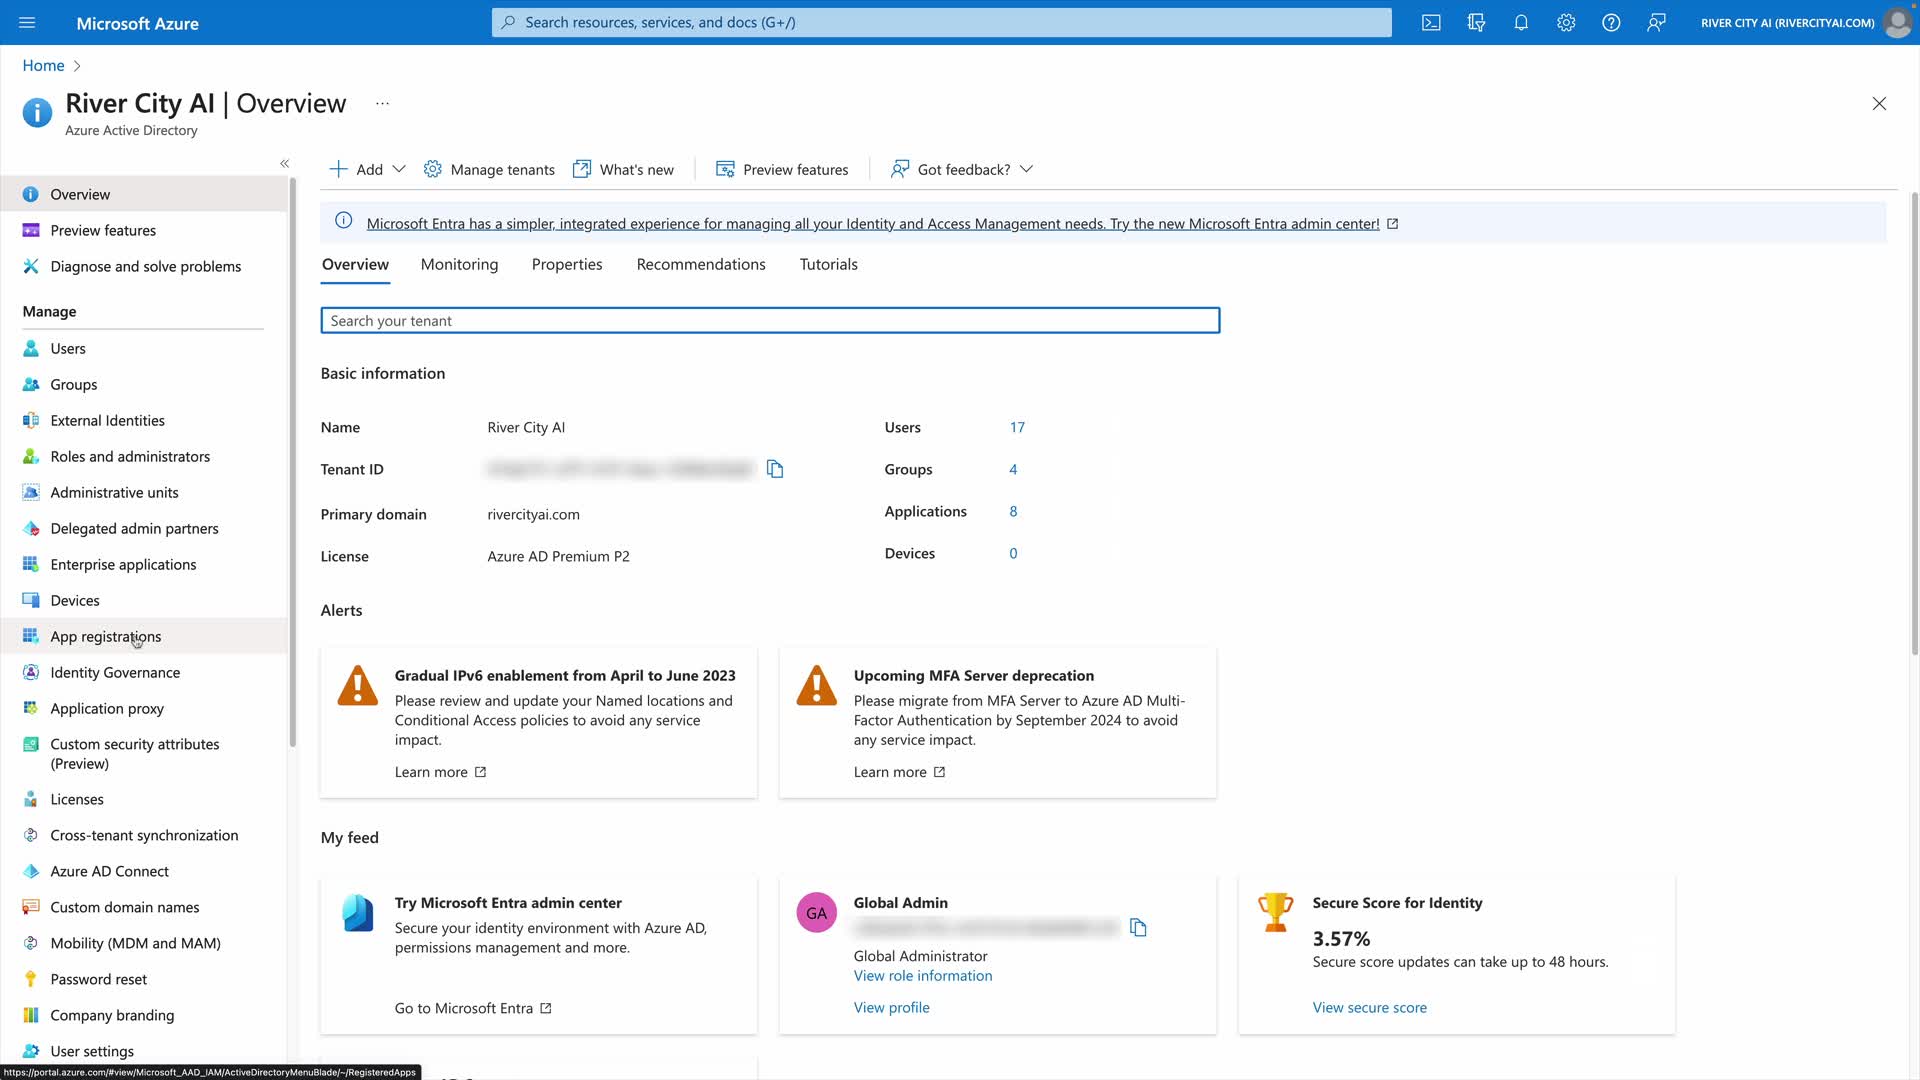 Microsoft Azure
Search resources, services, and docs (G+/)
RIVER CITY AI (RIVERCITYAI.COM)
Home
River City AI | Overview
...
Azure Active Directory
Overview
Preview features
Diagnose and solve problems
Manage
Users
Groups
External Identities
Roles and administrators
Administrative units
Delegated admin partners
Enterprise applications
Devices
App registrations
Identity Governance
Application proxy
Custom security attributes
(Preview)
Licenses
Cross-tenant synchronization
Azure AD Connect
Custom domain names
Mobility (MDM and MAM)
Password reset
Company branding
User settings
https://portal.azure.com/#view/Microsoft_AAD_IAM/ActiveDirectoryMenuBlade/~/RegisteredApps
Add
Manage tenants
What's new
Preview features
Got feedback?
Microsoft Entra has a simpler, integrated experience for managing all your Identity and Access Management needs. Try the new Microsoft Entra admin center!
Overview
Monitoring
Properties
Recommendations
Tutorials
Search your tenant
Basic information
Name River City AI
Tenant ID
Primary domain rivercityai.com
License Azure AD Premium P2
Users 17
Groups 4
Applications 8
Devices 0
Alerts
Gradual IPv6 enablement from April to June 2023
Please review and update your Named locations and
Conditional Access policies to avoid any service
impact.
Learn more
Upcoming MFA Server deprecation
Please migrate from MFA Server to Azure AD Multi-
Factor Authentication by September 2024 to avoid
any service impact.
Learn more
My feed
Try Microsoft Entra admin center
Secure your identity environment with Azure AD,
permissions management and more.
Go to Microsoft Entra
GA
Global Admin
Global Administrator
View role information
View profile
Secure Score for Identity
3.57%
Secure score updates can take up to 48 hours.
View secure score